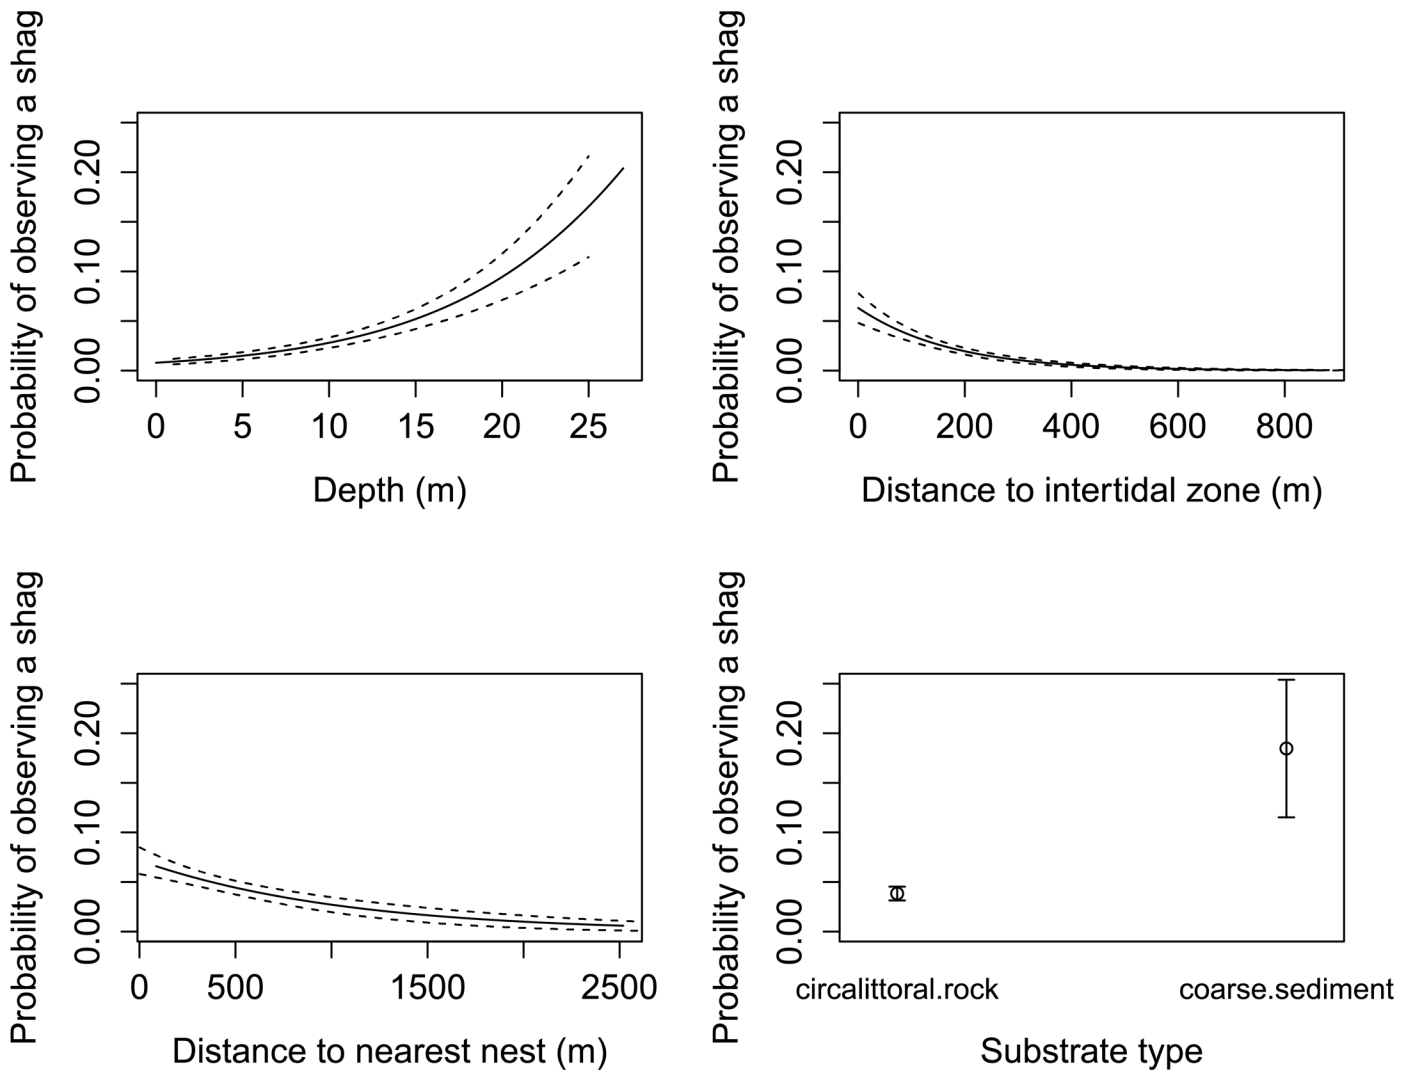 Probability of observing a shag
0.20
0.10
0.00
0 5 10 15 20 25
Depth (m)
Probability of observing a shag
0.20
0.10
0.00
0 200 400 600 800
Distance to intertidal zone (m)
Probability of observing a shag
0.20
0.10
0.00
0 500 1500 2500
Distance to nearest nest (m)
Probability of observing a shag
0.20
0.10
0.00
circalittoral.rock coarse.sediment
Substrate type